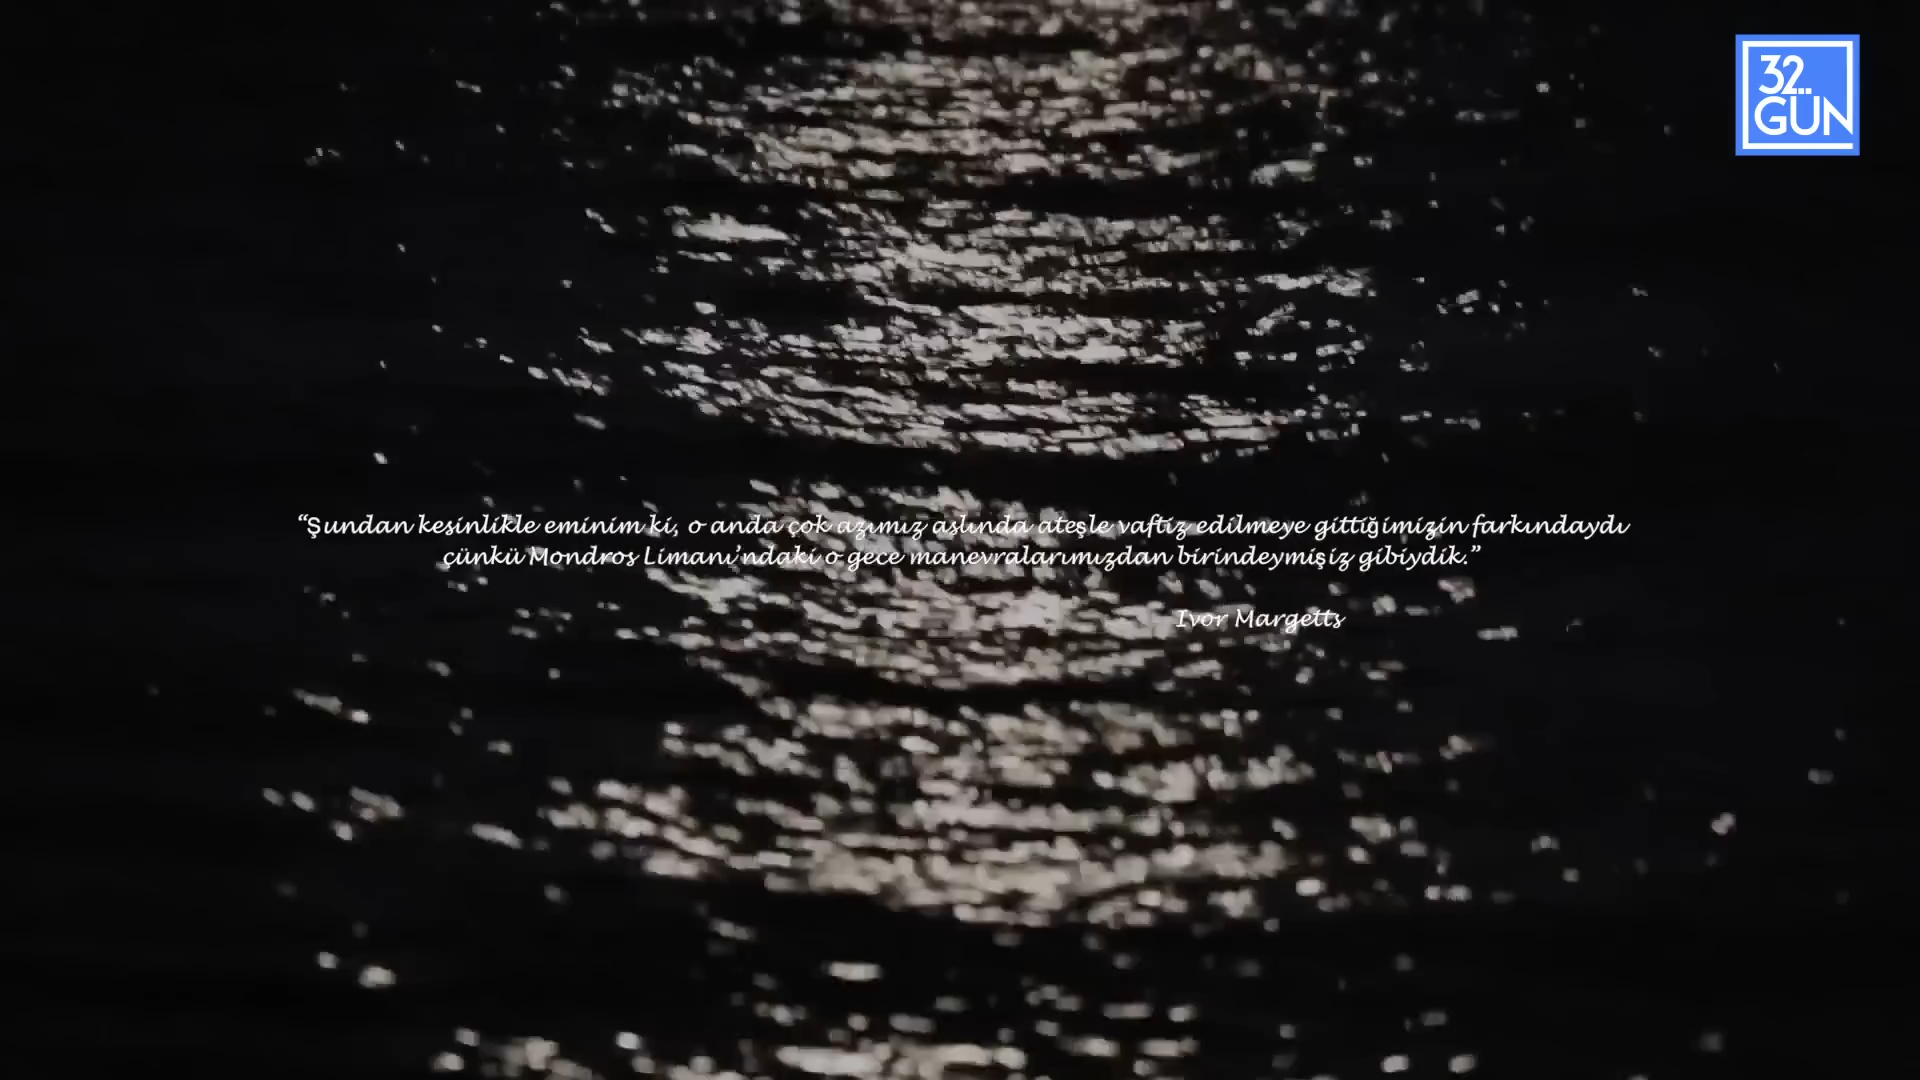 32.
GÜN
“Şundan kesinlikle eminim ki, o anda çok azımız aslında ateşle vaftiz edilmeye gittiğimizin farkındaydı
çünkü Mondros Limanı’ndaki o gece manevralarımızdan birindeymişiz gibiydik.”
Ivor Margetts